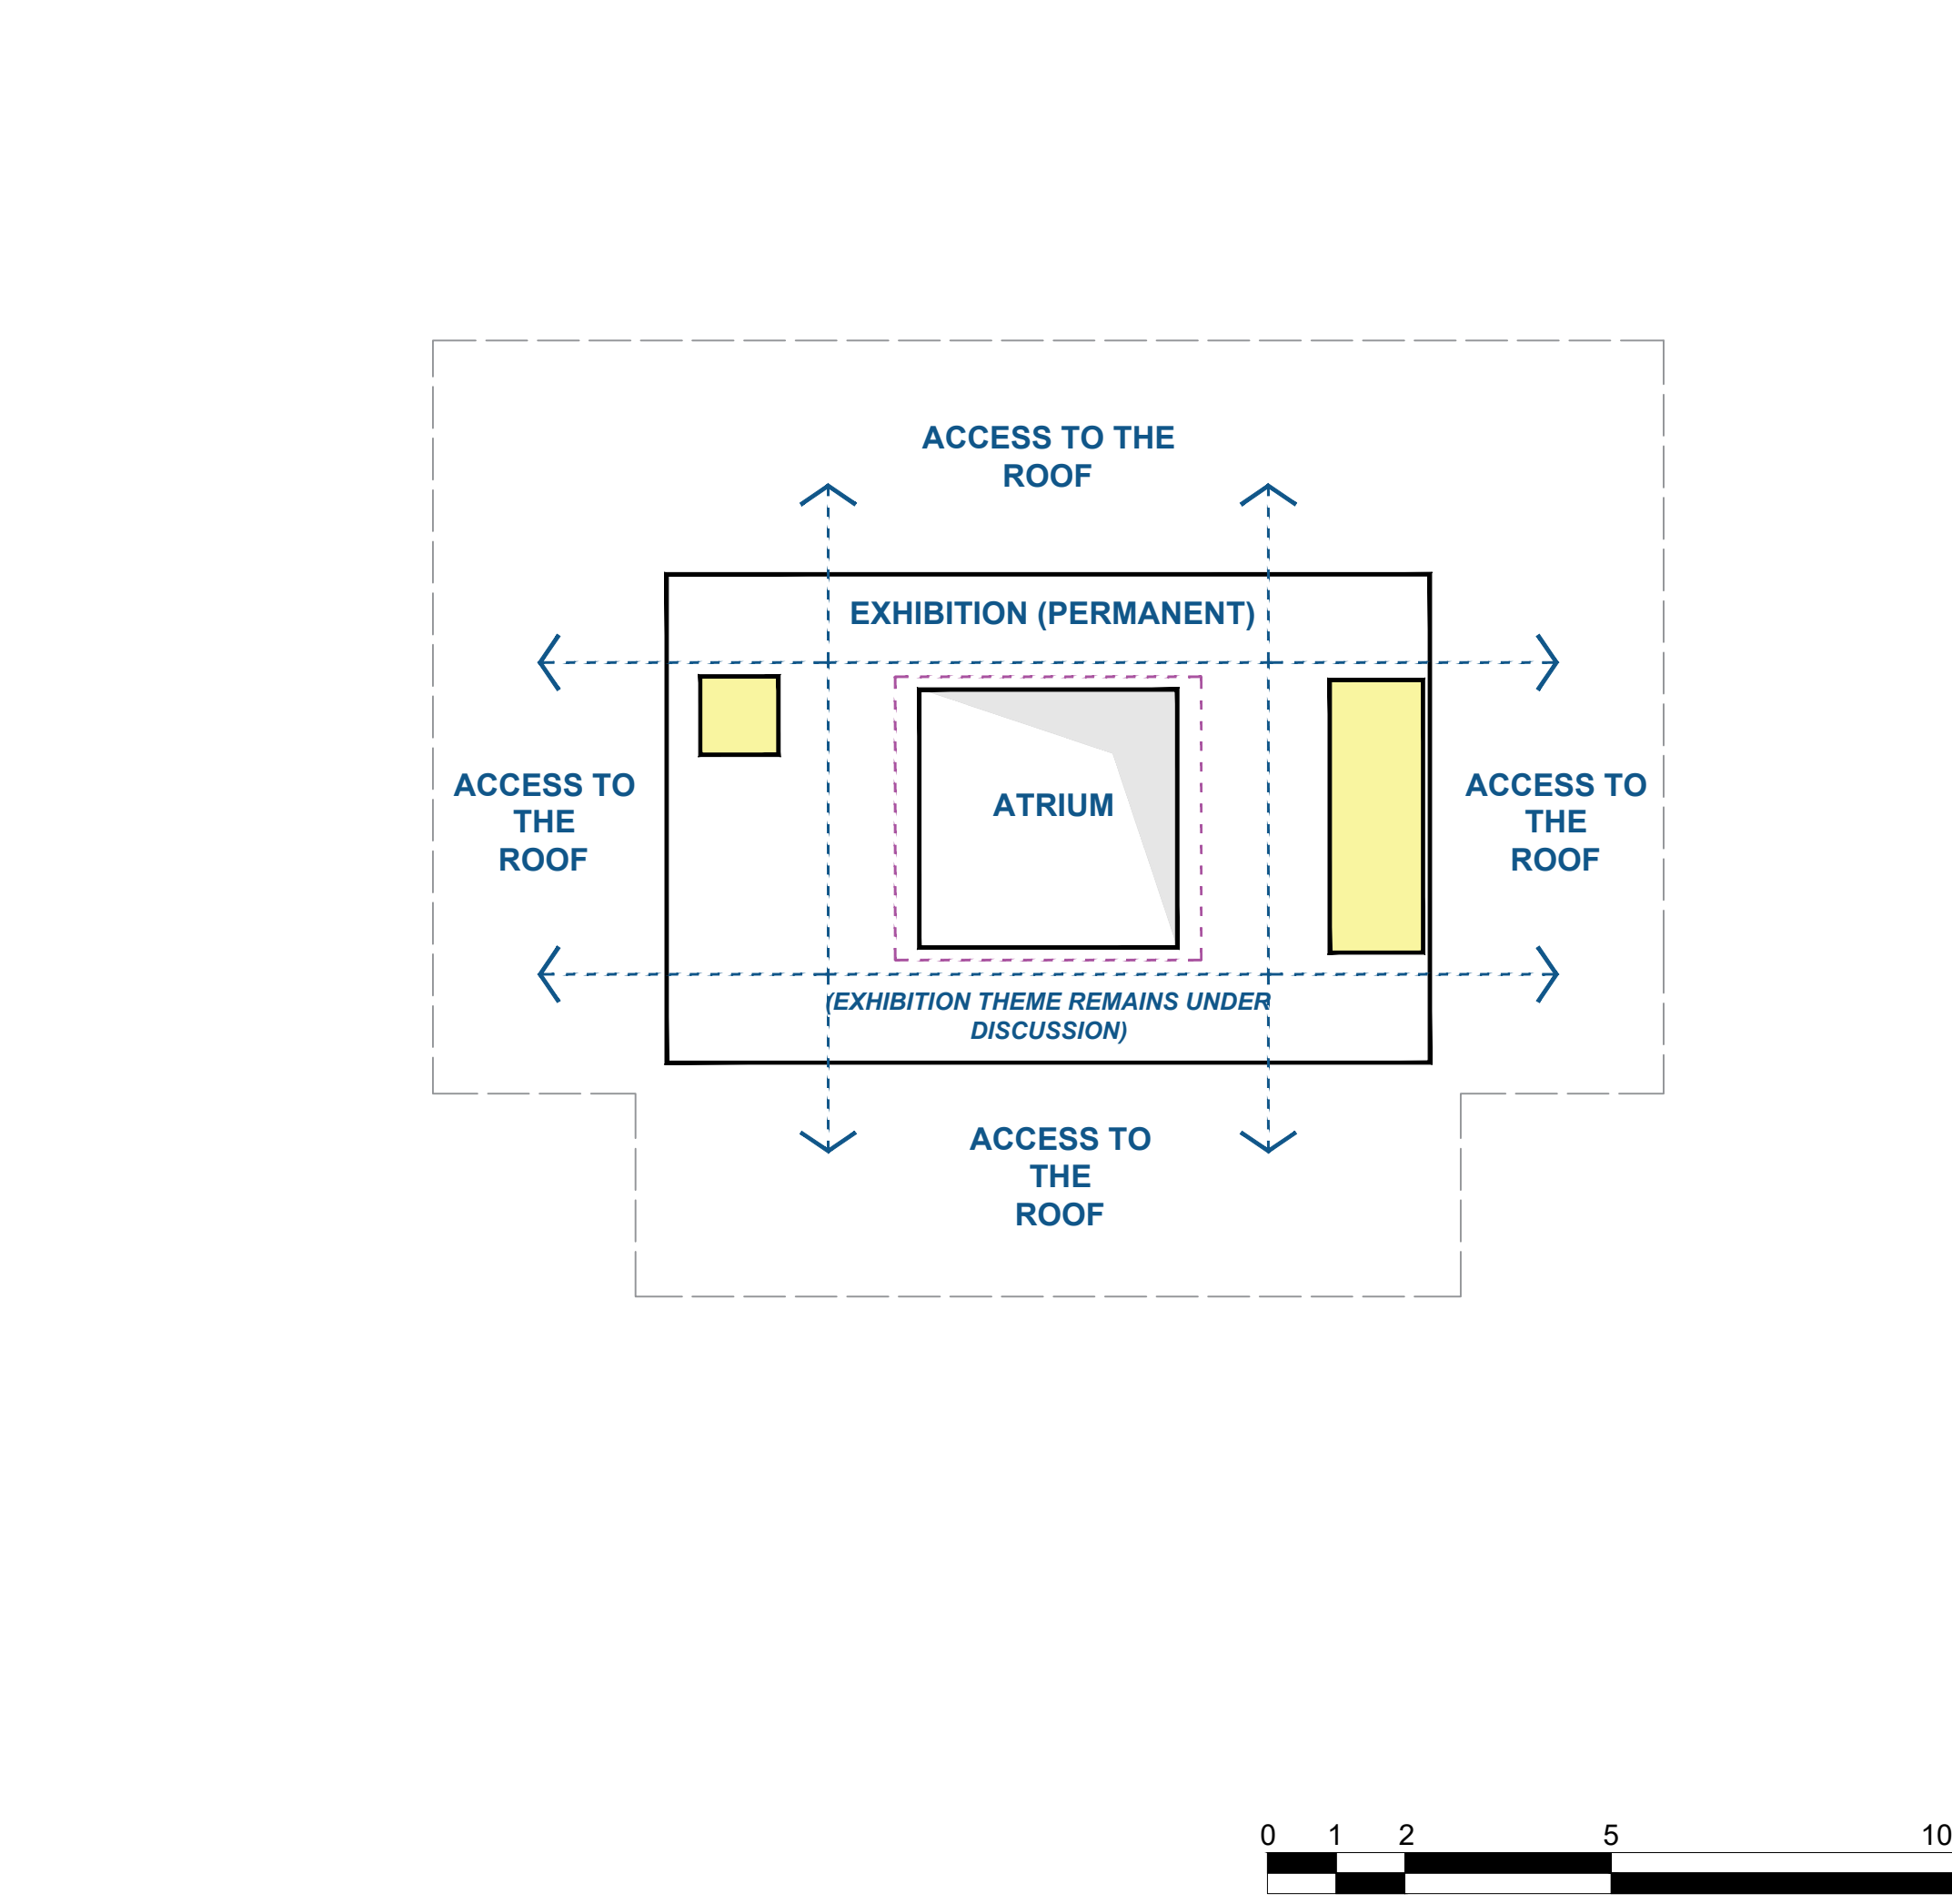 ACCESS TO THE
ROOF
EXHIBITION (PERMANENT)
ACCESS TO
THE
ROOF
ATRIUM
ACCESS TO
THE
ROOF
(EXHIBITION THEME REMAINS UNDER
DISCUSSION)
ACCESS TO
THE
ROOF
0 1 2 5 10